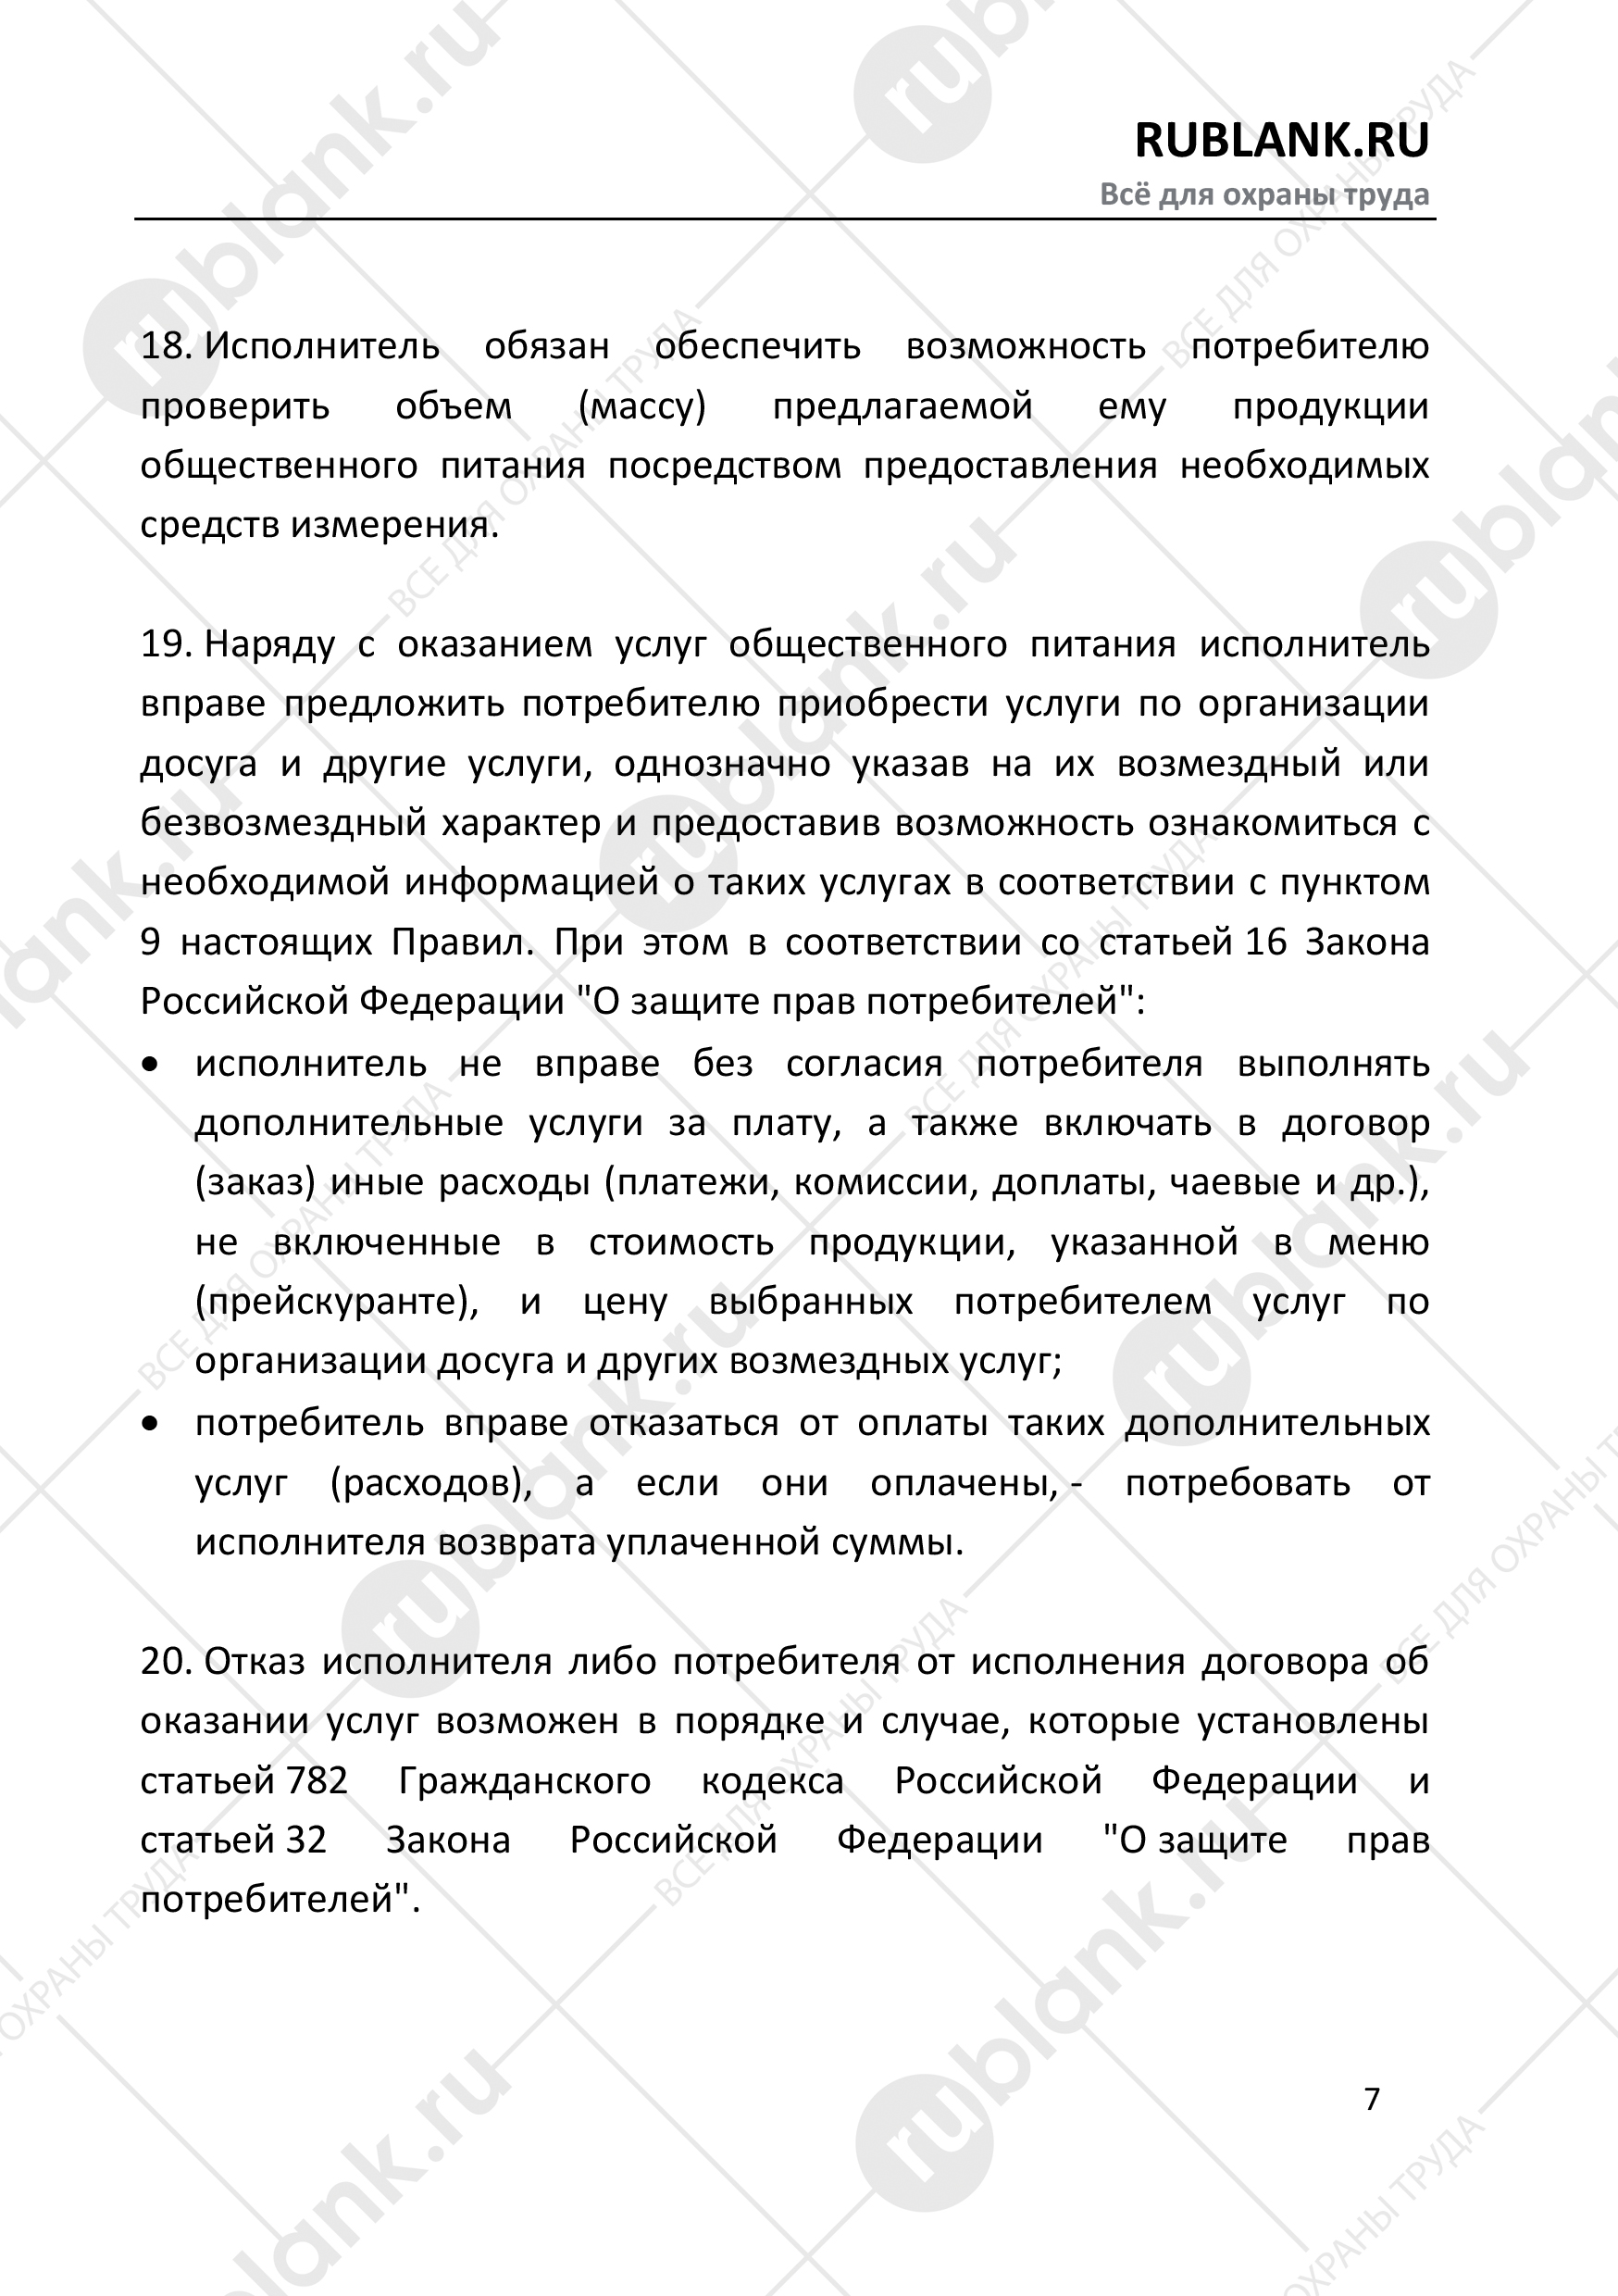 RUBLANK.RU
Всё для охраны труда
18. Исполнитель обязан обеспечить возможность потребителю
проверить объем (массу) предлагаемой ему продукции
общественного питания посредством предоставления необходимых
средств измерения.
19. Наряду с оказанием услуг общественного питания исполнитель
вправе предложить потребителю приобрести услуги по организации
досуга и другие услуги, однозначно указав на их возмездный или
безвозмездный характер и предоставив возможность ознакомиться с
необходимой информацией о таких услугах в соответствии с пунктом
9 настоящих Правил. При этом в соответствии со статьей 16 Закона
Российской Федерации "О защите прав потребителей":
• исполнитель не вправе без согласия потребителя выполнять
дополнительные услуги за плату, а также включать в договор
(заказ) иные расходы (платежи, комиссии, доплаты, чаевые и др.),
не включенные в стоимость продукции, указанной в меню
(прейскуранте), и цену выбранных потребителем услуг по
организации досуга и других возмездных услуг;
• потребитель вправе отказаться от оплаты таких дополнительных
услуг (расходов), а если они оплачены, - потребовать от
исполнителя возврата уплаченной суммы.
20. Отказ исполнителя либо потребителя от исполнения договора об
оказании услуг возможен в порядке и случае, которые установлены
статьей 782 Гражданского кодекса Российской Федерации и
статьей 32 Закона Российской Федерации "О защите прав
потребителей".
7